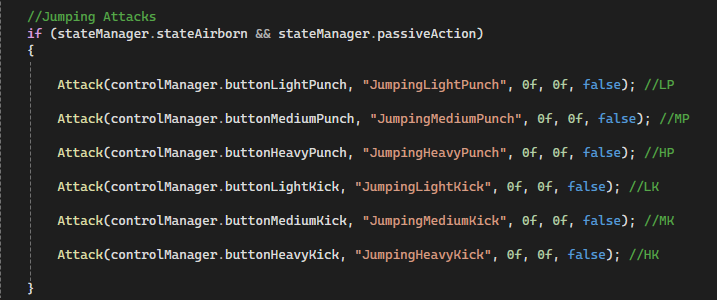 //Jumping Attacks
if (stateManager.stateAirborn && stateManager.passiveAction)
{
Attack(controlManager.buttonLightPunch, "JumpingLightPunch", 0f, 0f, false); //LP
Attack(controlManager.buttonMediumPunch, "JumpingMediumPunch", 0f, 0f, false); //MP
Attack(controlManager.buttonHeavyPunch, "JumpingHeavyPunch", 0f, 0f, false); //HP
Attack(controlManager.buttonLightKick, "JumpingLightKick", 0f, 0f, false); //LK
Attack(controlManager.buttonMediumKick, "JumpingMediumKick", 0f, 0f, false); //MK
Attack(controlManager.buttonHeavyKick, "JumpingHeavyKick", 0f, 0f, false); //HK
}